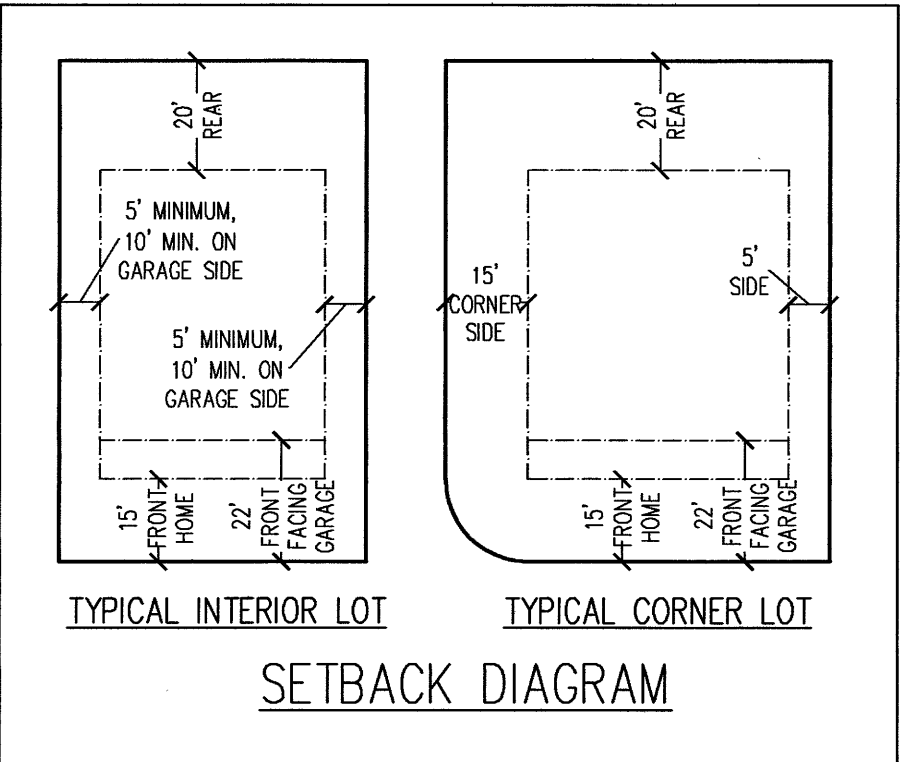 20'
REAR
5' MINIMUM,
10' MIN. ON
GARAGE SIDE
5' MINIMUM,
10' MIN. ON
GARAGE SIDE
15'
FRONT
HOME
22'
FRONT
FACING
GARAGE
TYPICAL INTERIOR LOT
20'
REAR
15'
CORNER
SIDE
5'
SIDE
15'
FRONT
HOME
22'
FRONT
FACING
GARAGE
TYPICAL CORNER LOT
SETBACK DIAGRAM